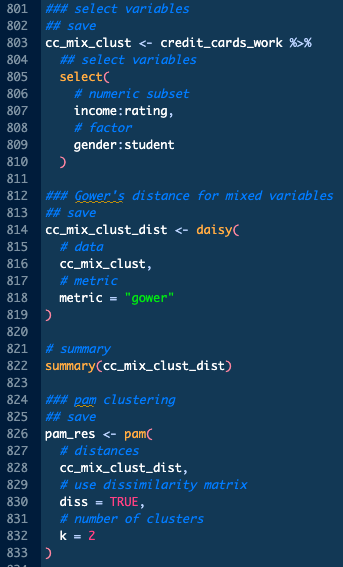 801 ### select variables
802 ## save
803 cc_mix_clust <- credit_cards_work %>%
804   ## select variables
805   select(
806     # numeric subset
807     income:rating,
808     # factor
809     gender:student
810   )
811
812 ### Gower's distance for mixed variables
813 ## save
814 cc_mix_clust_dist <- daisy(
815   # data
816   cc_mix_clust,
817   # metric
818   metric = "gower"
819 )
820
821 # summary
822 summary(cc_mix_clust_dist)
823
824 ### pam clustering
825 ## save
826 pam_res <- pam(
827   # distances
828   cc_mix_clust_dist,
829   # use dissimilarity matrix
830   diss = TRUE,
831   # number of clusters
832   k = 2
833 )